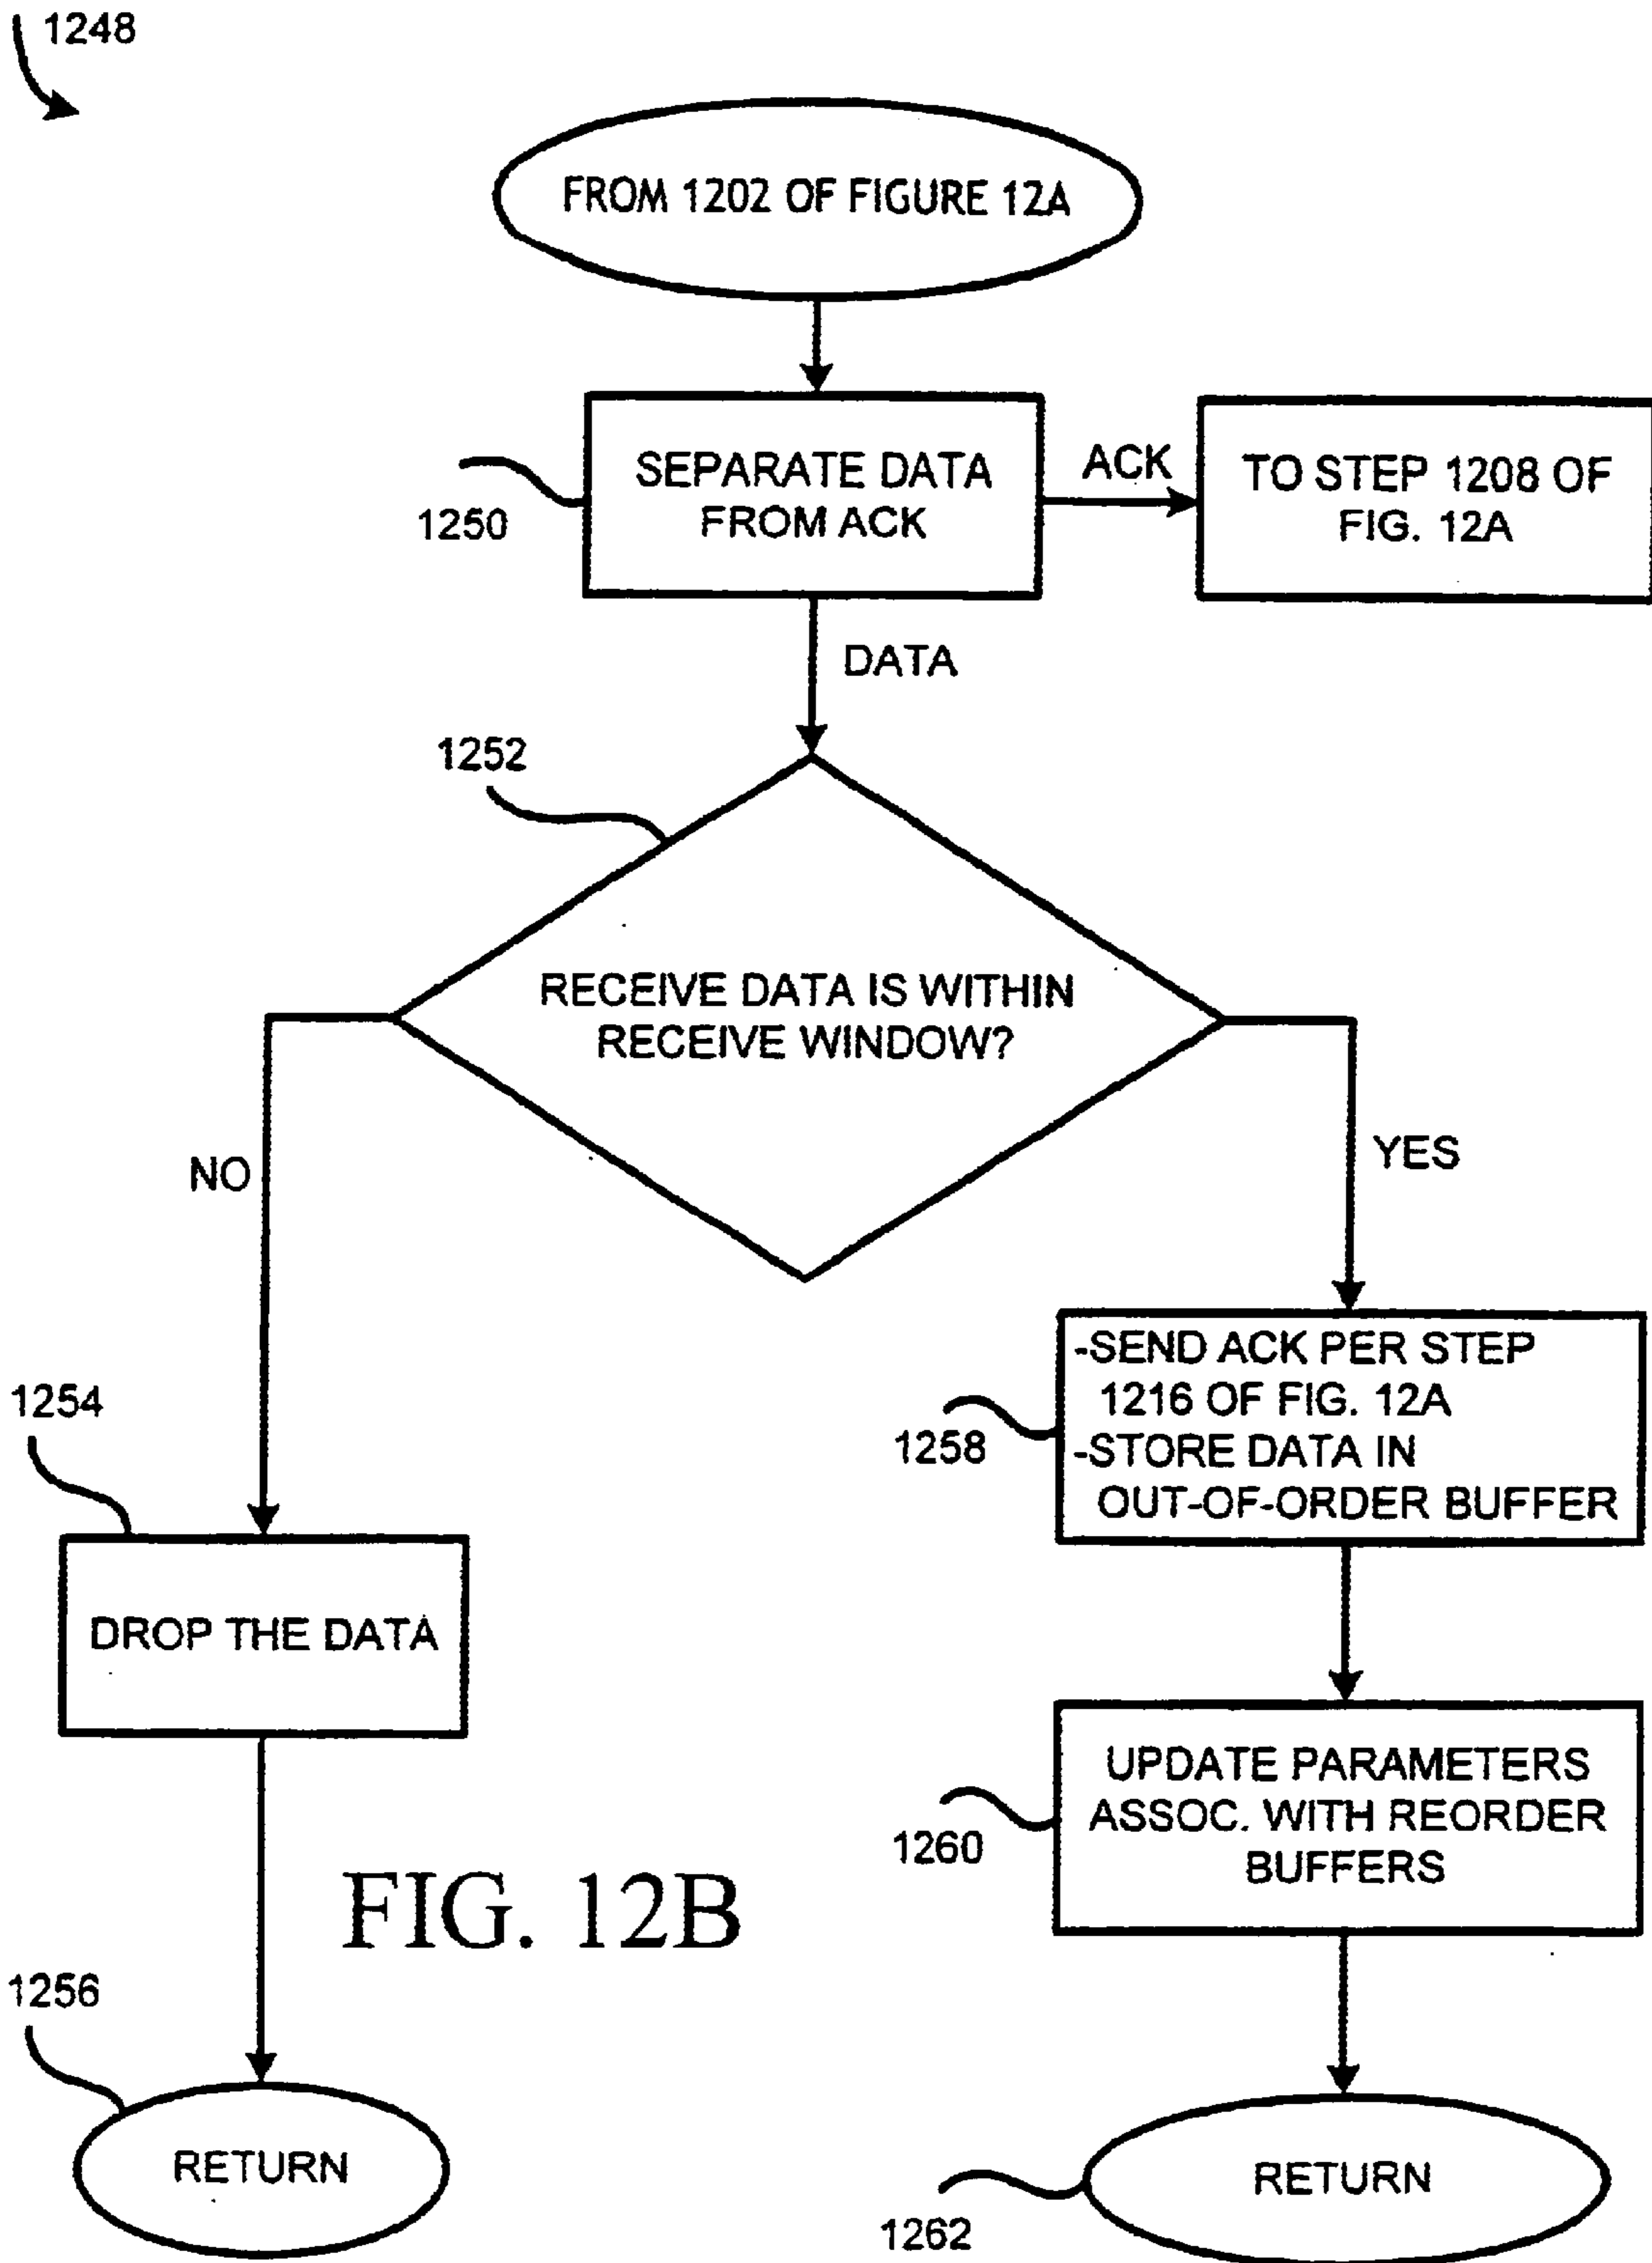 1248
FROM 1202 OF FIGURE 12A
SEPARATE DATA
FROM ACK
1250
ACK
TO STEP 1208 OF
FIG. 12A
DATA
1252
RECEIVE DATA IS WITHIN
RECEIVE WINDOW?
NO
YES
-SEND ACK PER STEP
1216 OF FIG. 12A
-STORE DATA IN
OUT-OF-ORDER BUFFER
1258
1254
DROP THE DATA
UPDATE PARAMETERS
ASSOC. WITH REORDER
BUFFERS
1260
FIG. 12B
1256
RETURN
RETURN
1262